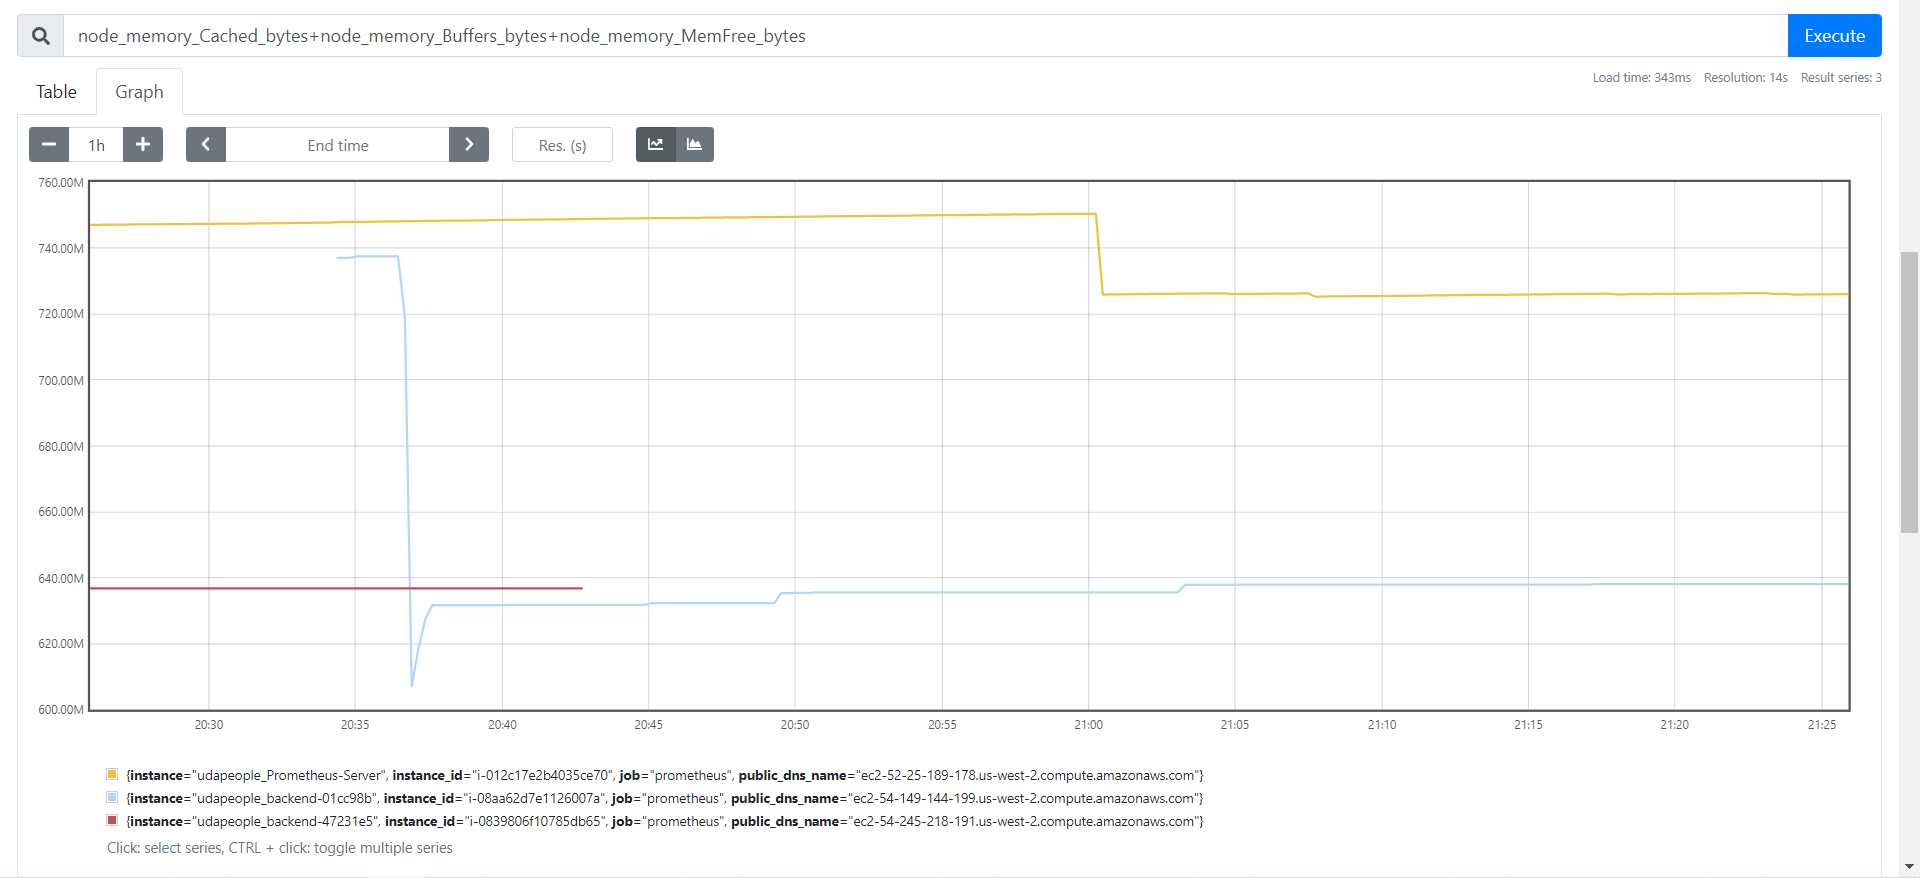 node_memory_Cached_bytes+node_memory_Buffers_bytes+node_memory_MemFree_bytes
Execute
Table
Graph
Load time: 343ms Resolution: 14s Result series: 3
1h
End time
Res. (s)
760.00M
740.00M
720.00M
700.00M
680.00M
660.00M
640.00M
620.00M
600.00M
20:30 20:35 20:40 20:45 20:50 20:55 21:00 21:05 21:10 21:15 21:20 21:25
{instance="udapeople_Prometheus-Server", instance_id="i-012c17e2b4035ce70", job="prometheus", public_dns_name="ec2-52-25-189-178.us-west-2.compute.amazonaws.com"}
{instance="udapeople_backend-01cc98b", instance_id="i-08aa62d7e1126007a", job="prometheus", public_dns_name="ec2-54-149-144-199.us-west-2.compute.amazonaws.com"}
{instance="udapeople_backend-47231e5", instance_id="i-0839806f10785db65", job="prometheus", public_dns_name="ec2-54-245-218-191.us-west-2.compute.amazonaws.com"}
Click: select series, CTRL + click: toggle multiple series